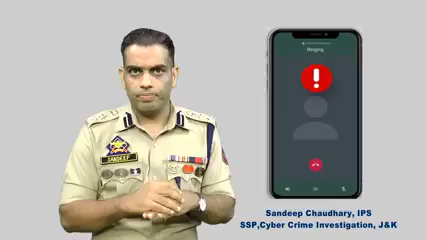 Ringing
SANDEEP
Sandeep Chaudhary, IPS
SSP,Cyber Crime Investigation, J&K